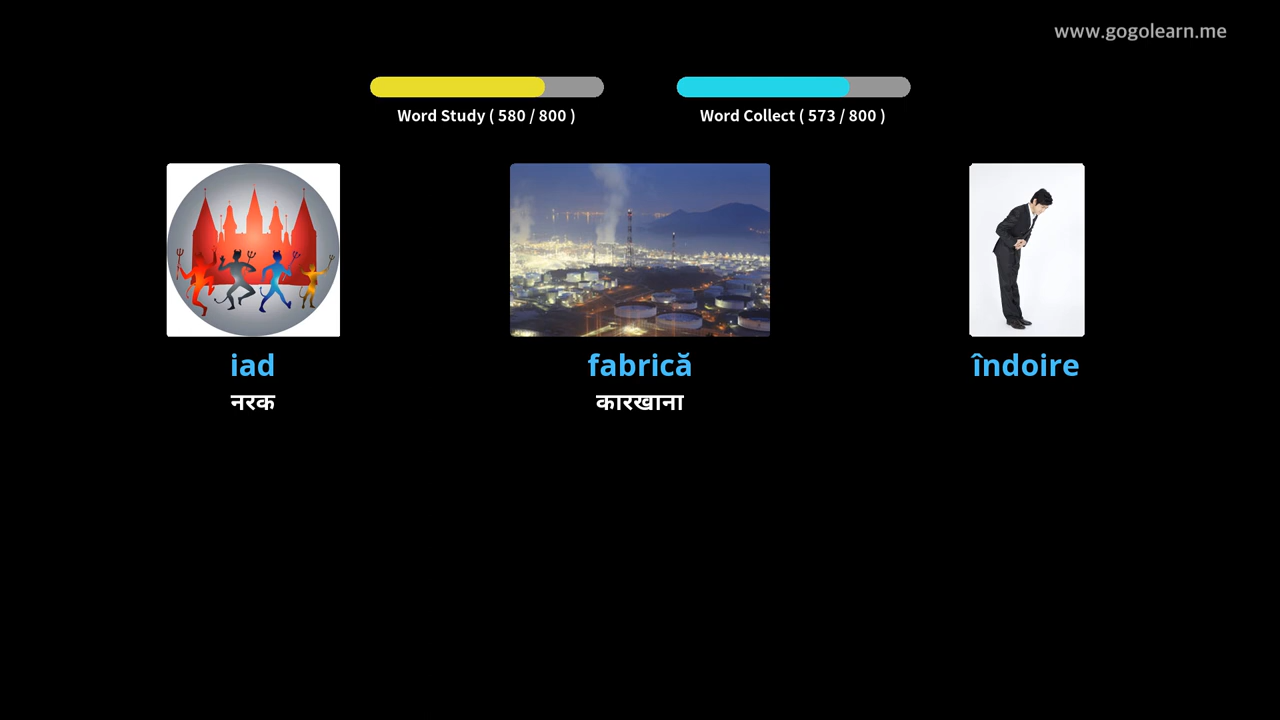 www.gogolearn.me
Word Study ( 580 / 800 )
Word Collect ( 573 / 800 )
iad
fabrică
îndoire
नरक
कारखाना